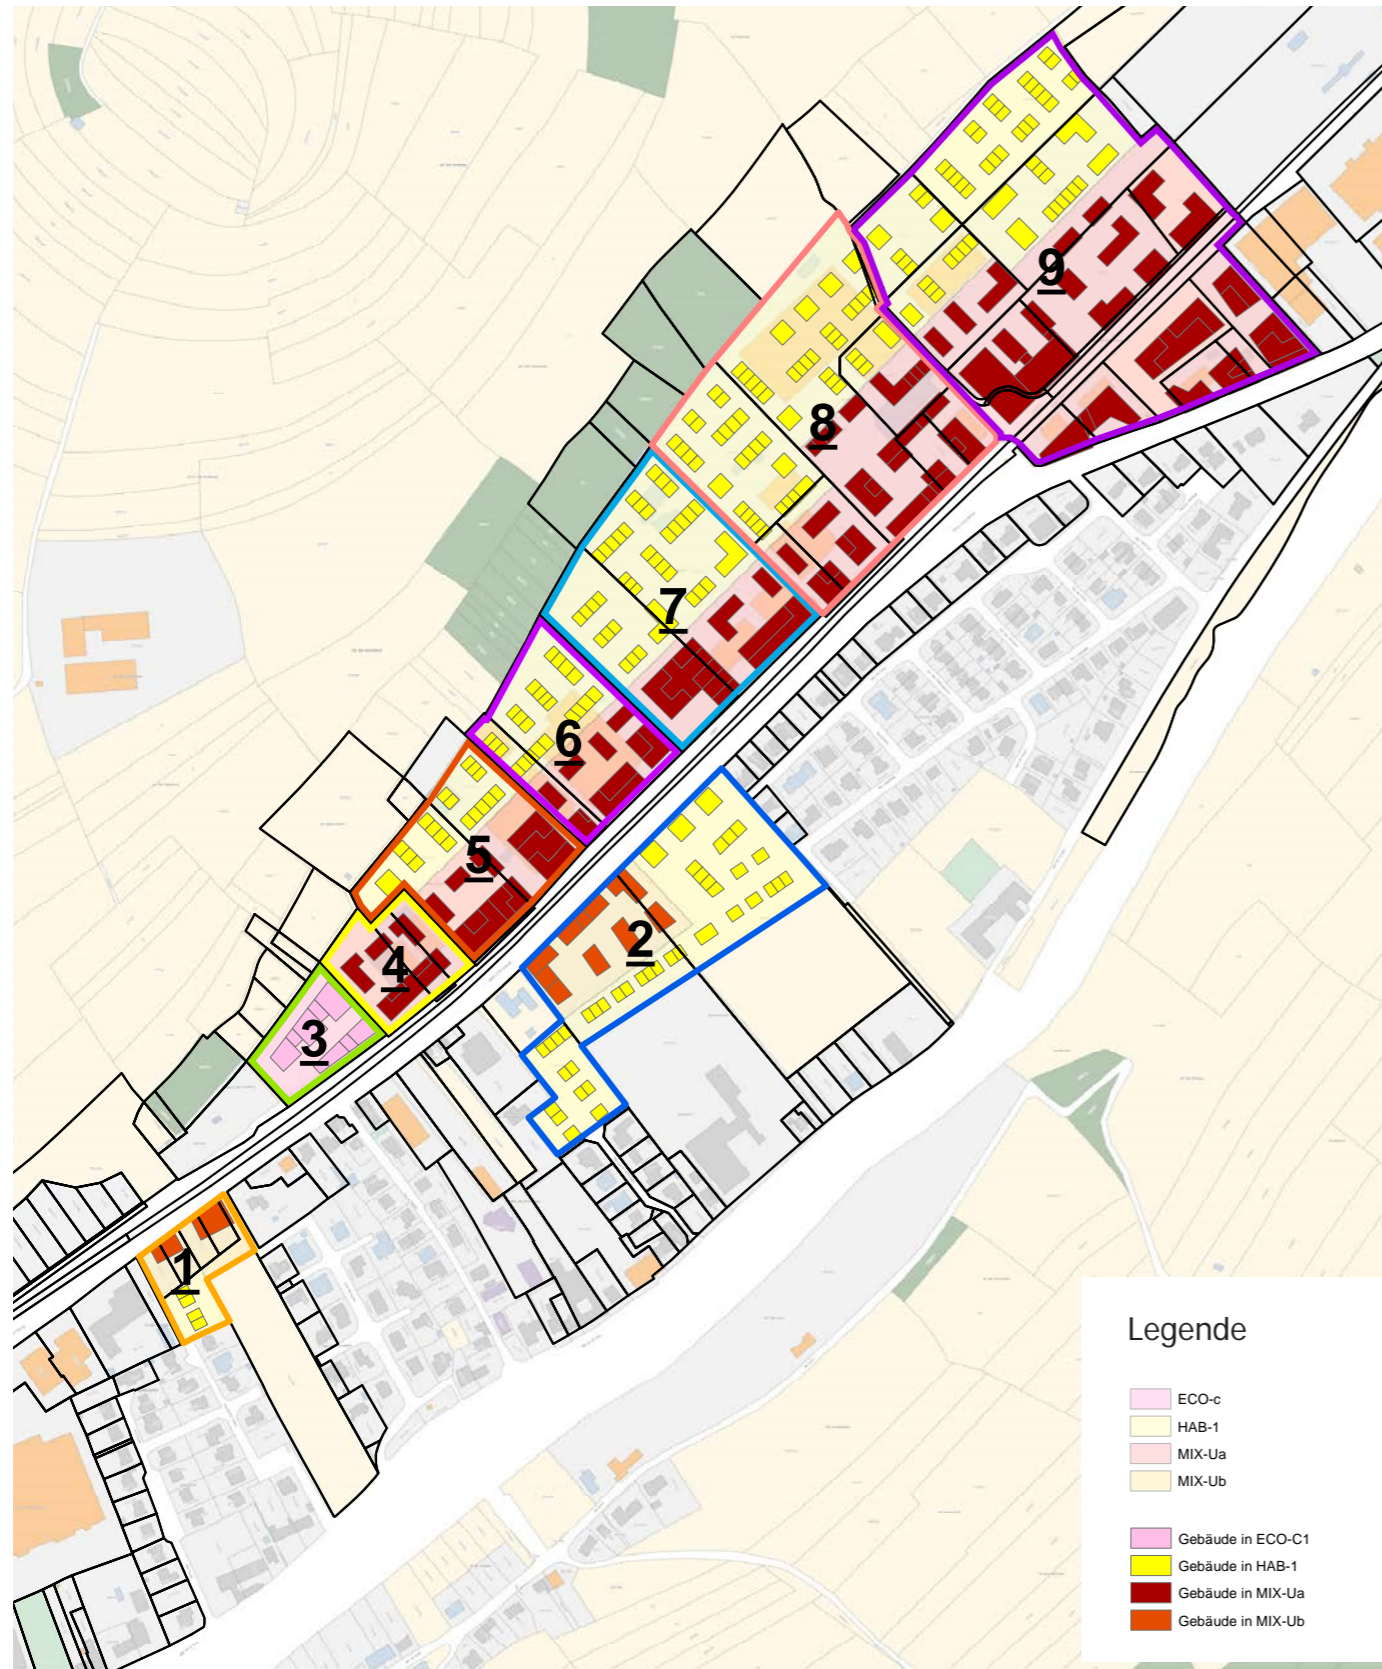 9
8
7
6
5
2
4
3
1
Legende
ECO-c
HAB-1
MIX-Ua
MIX-Ub
Gebäude in ECO-C1
Gebäude in HAB-1
Gebäude in MIX-Ua
Gebäude in MIX-Ub